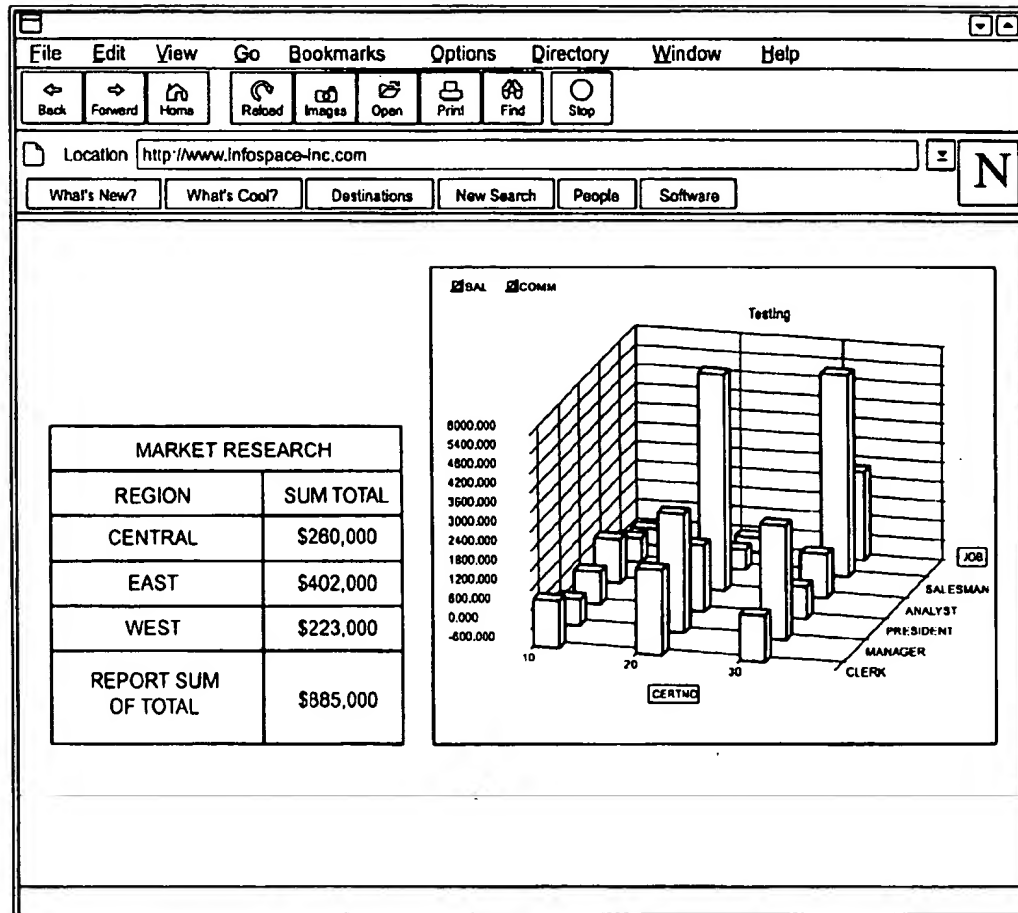 File Edit View Go Bookmarks Options Directory Window Help
Back Forward Home Reload Images Open Print Find Stop
Location http://www.infospace-inc.com
N
What's New? What's Cool? Destinations New Search People Software
MARKET RESEARCH
REGION SUM TOTAL
CENTRAL $260,000
EAST $402,000
WEST $223,000
REPORT SUM
OF TOTAL
$885,000
SAL COMM
Testing
6000.000
5400.000
4800.000
4200.000
3600.000
3000.000
2400.000
1800.000
1200.000
600.000
0.000
-600.000
10
20
30
CERTNO
JOB
SALESMAN
ANALYST
PRESIDENT
MANAGER
CLERK